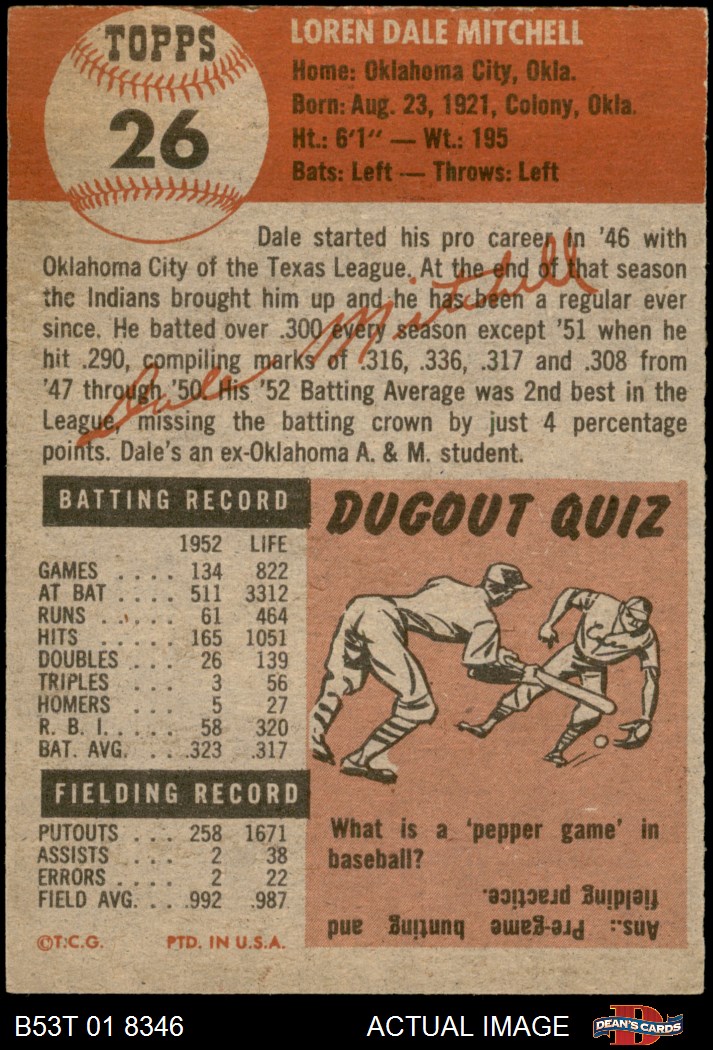 TOPPS
26
LOREN DALE MITCHELL
Home: Oklahoma City, Okla.
Born: Aug. 23, 1921, Colony, Okla.
Ht.: 6'1" — Wt.: 195
Bats: Left — Throws: Left
Dale started his pro career in '46 with
Oklahoma City of the Texas League. At the end of that season
the Indians brought him up and he has been a regular ever
since. He batted over .300 every season except '51 when he
hit .290, compiling marks of .316, .336, .317 and .308 from
'47 through '50. His '52 Batting Average was 2nd best in the
League, missing the batting crown by just 4 percentage
points. Dale's an ex-Oklahoma A. & M. student.
Dale Mitchell
BATTING RECORD
1952 LIFE
GAMES .... 134 822
AT BAT .... 511 3312
RUNS ..... 61 464
HITS ..... 165 1051
DOUBLES ... 26 139
TRIPLES ... 3 56
HOMERS ... 5 27
R. B. I. .... 58 320
BAT. AVG. . .323 .317
FIELDING RECORD
PUTOUTS ... 258 1671
ASSISTS ... 2 38
ERRORS .... 2 22
FIELD AVG. .. .992 .987
©T.C.G. PTD. IN U.S.A.
DUGOUT QUIZ
What is a 'pepper game' in
baseball?
Ans.: Pre-game bunting and
fielding practice.
B53T 01 8346 ACTUAL IMAGE
D
DEAN'S CARDS